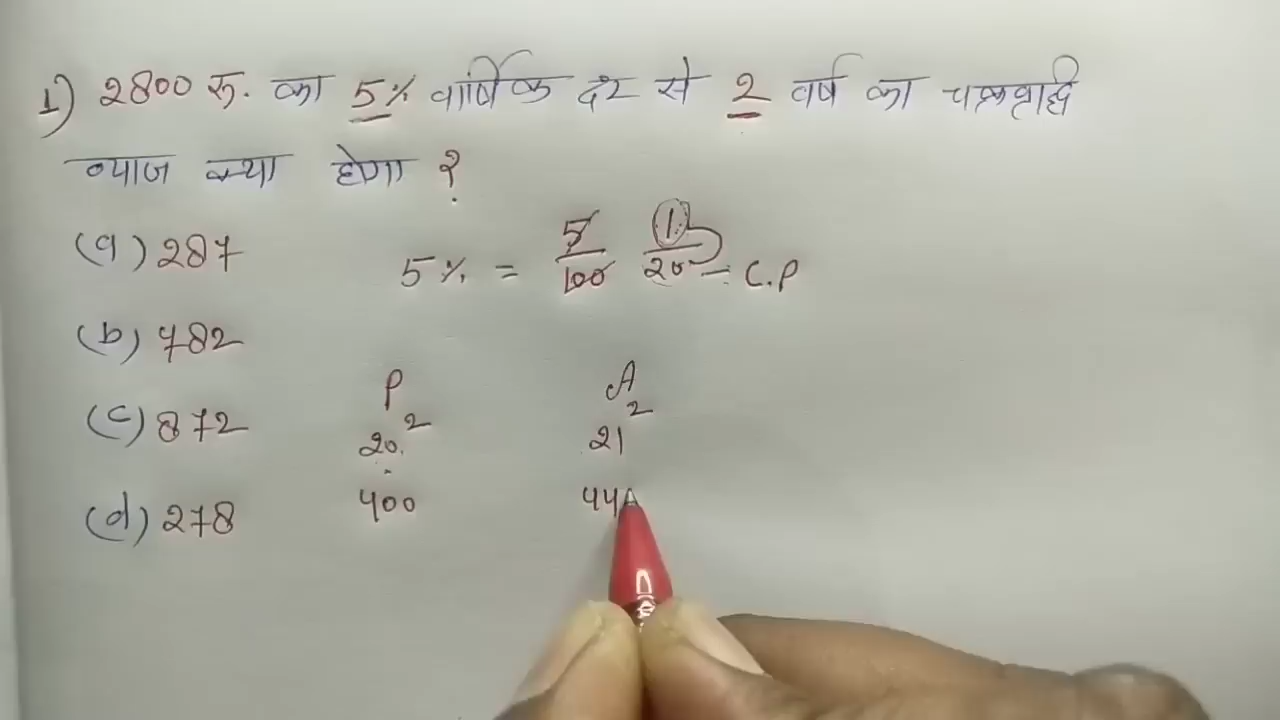 1) 2800 रु. का 5% वार्षिक दर से 2 वर्ष का चक्रवृद्धि
ब्याज क्या होगा ?
(a) 287
5% = 5/100 1/20 - C.P
(b) 782
(c) 872
P A
20² 21²
400 44
(d) 278